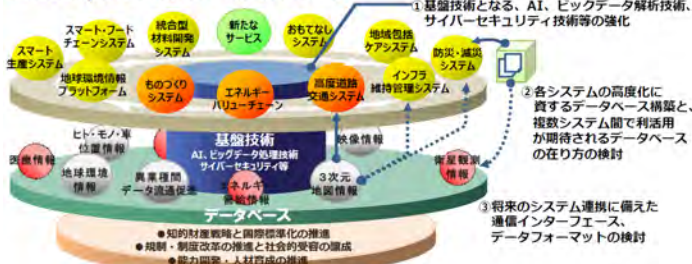 ①基盤技術となる、AI、ビックデータ解析技術、
サイバーセキュリティ技術等の強化
スマート・フード
チェーンシステム
統合型
材料開発
システム
新たな
サービス
おもてなし
システム
地域包括
ケアシステム
防災・減災
システム
スマート
生産システム
地球環境情報
プラットフォーム
ものづくり
システム
エネルギー
バリューチェーン
高度道路
交通システム
インフラ
維持管理システム
②各システムの高度化に
資するデータベース構築と、
複数システム間で利活用
が期待されるデータベース
の在り方の検討
基盤技術
AI、ビッグデータ処理技術
サイバーセキュリティ等
ヒト・モノ・車
位置情報
映像情報
医療情報
地球環境
情報
異業種間
データ流通促進
エネルギー
需給情報
3次元
地図情報
衛星観測
情報
データベース
③将来のシステム連携に備えた
通信インターフェース、
データフォーマットの検討
●知的財産戦略と国際標準化の推進
●規制・制度改革の推進と社会的受容の醸成
●能力開発・人材育成の推進